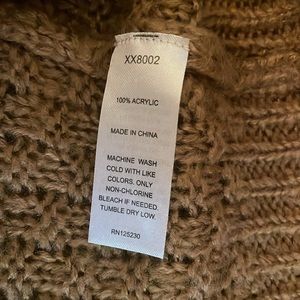 XX8002
100% ACRYLIC
MADE IN CHINA
MACHINE WASH
COLD WITH LIKE
COLORS. ONLY
NON-CHLORINE
BLEACH IF NEEDED.
TUMBLE DRY LOW.
RN125230